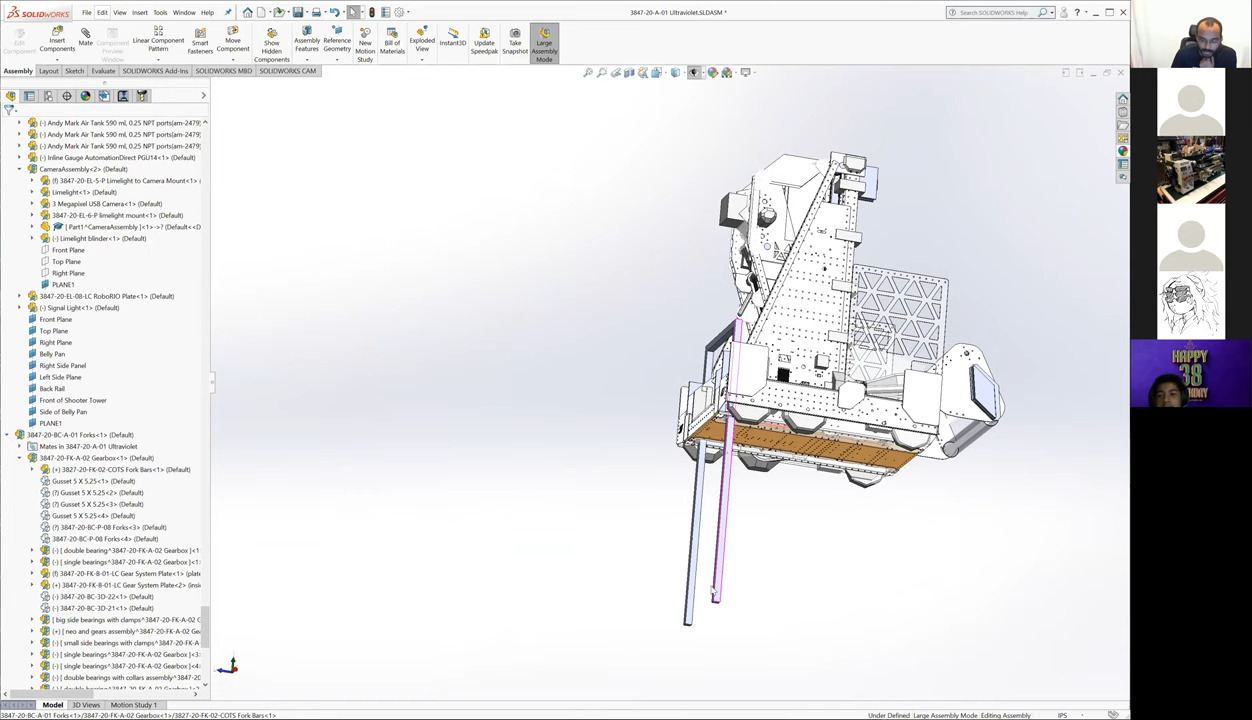 SOLIDWORKS
File
Edit
View
Insert
Tools
Window
Help
3847-20-A-01 Ultraviolet.SLDASM *
Search SOLIDWORKS Help
Edit Component
Insert Components
Mate
Component Preview Window
Linear Component Pattern
Smart Fasteners
Move Component
Show Hidden Components
Assembly Features
Reference Geometry
New Motion Study
Bill of Materials
Exploded View
Instant3D
Update Speedpak
Take Snapshot
Large Assembly Mode
Assembly
Layout
Sketch
Evaluate
SOLIDWORKS Add-Ins
SOLIDWORKS MBD
SOLIDWORKS CAM
(-) Andy Mark Air Tank 590 ml, 0.25 NPT ports(am-2479)
(-) Andy Mark Air Tank 590 ml, 0.25 NPT ports(am-2479)
(-) Andy Mark Air Tank 590 ml, 0.25 NPT ports(am-2479)
(-) Inline Gauge AutomationDirect PGU14<1> (Default)
CameraAssembly<2> (Default)
(f) 3847-20-EL-5-P Limelight to Camera Mount<1>
Limelight<1> (Default)
3 Megapixel USB Camera<1> (Default)
3847-20-EL-6-P limelight mount<1> (Default)
[ Part1^CameraAssembly ]<1>->? (Default<<D
(-) Limelight blinder<1> (Default)
Front Plane
Top Plane
Right Plane
PLANE1
3847-20-EL-08-LC RoboRIO Plate<1> (Default)
(-) Signal Light<1> (Default)
Front Plane
Top Plane
Right Plane
Belly Pan
Right Side Panel
Left Side Plane
Back Rail
Front of Shooter Tower
Side of Belly Pan
PLANE1
3847-20-BC-A-01 Forks<1> (Default)
Mates in 3847-20-A-01 Ultraviolet
3847-20-FK-A-02 Gearbox<1> (Default)
(+) 3827-20-FK-02-COTS Fork Bars<1> (Default)
Gusset 5 X 5.25<1> (Default)
(?) Gusset 5 X 5.25<2> (Default)
(?) Gusset 5 X 5.25<3> (Default)
Gusset 5 X 5.25<4> (Default)
(?) 3847-20-BC-P-08 Forks<3> (Default)
3847-20-BC-P-08 Forks<4> (Default)
(-) [ double bearing^3847-20-FK-A-02 Gearbox ]<1
(-) [ single bearings^3847-20-FK-A-02 Gearbox ]<1
(f) 3847-20-FK-B-01-LC Gear System Plate<1> (plate
(+) 3847-20-FK-B-01-LC Gear System Plate<2> (insi
(-) 3847-20-BC-3D-22<1> (Default)
(-) 3847-20-BC-3D-21<1> (Default)
[ big side bearings with clamps^3847-20-FK-A-02 G
(+) [ neo and gears assembly^3847-20-FK-A-02 Gea
(-) [ small side bearings with clamps^3847-20-FK-A
(-) [ single bearings^3847-20-FK-A-02 Gearbox ]<3
(-) [ single bearings^3847-20-FK-A-02 Gearbox ]<4
(-) [ double bearings with collars assembly^3847-20
HAPPY
38
Model
3D Views
Motion Study 1
3847-20-BC-A-01 Forks<1>/3847-20-FK-A-02 Gearbox<1>/3827-20-FK-02-COTS Fork Bars<1>
Under Defined
Large Assembly Mode
Editing Assembly
IPS